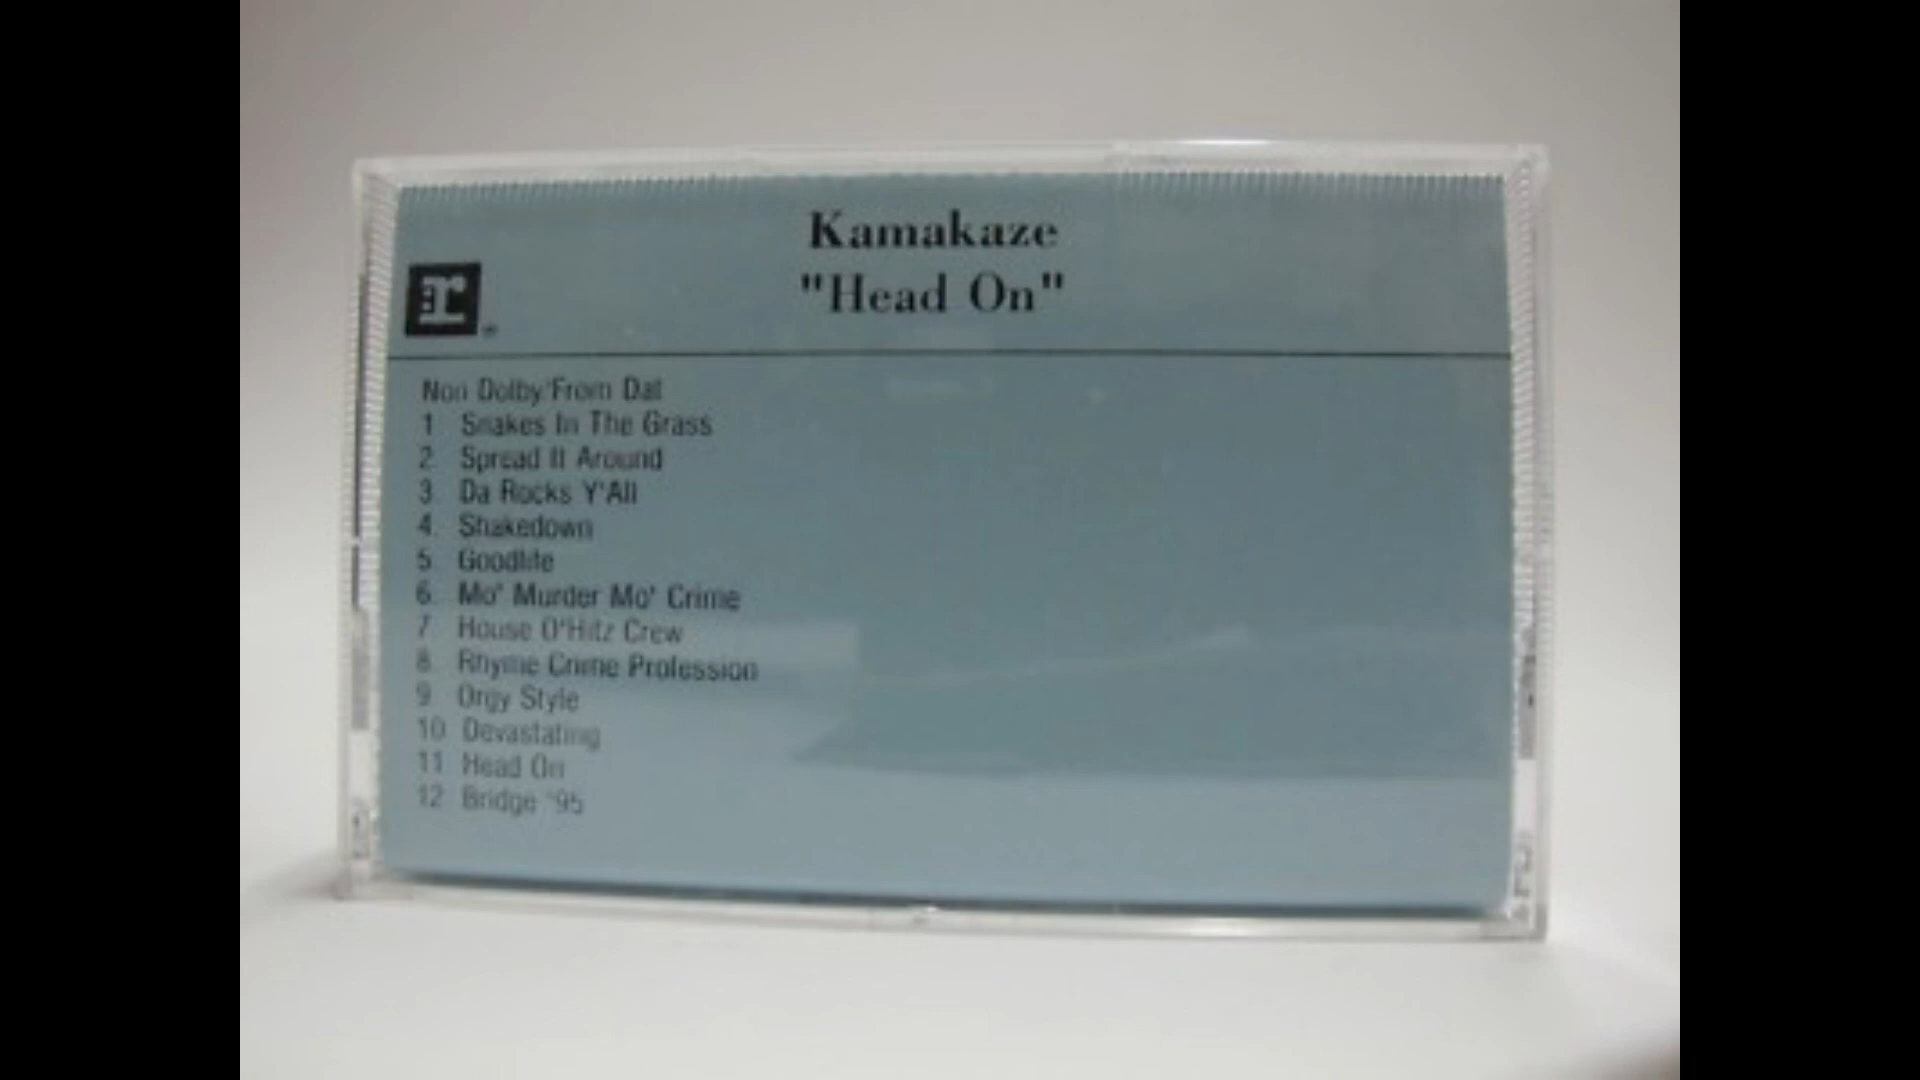 Kamakaze
"Head On"
r
Non Dolby/From Dat
1 Snakes In The Grass
2 Spread It Around
3. Da Rocks Y'All
4. Shakedown
5. Goodlife
6. Mo' Murder Mo' Crime
7 House O'Hitz Crew
8. Rhyme Crime Profession
9 Orgy Style
10 Devastating
11 Head On
12 Bridge '95